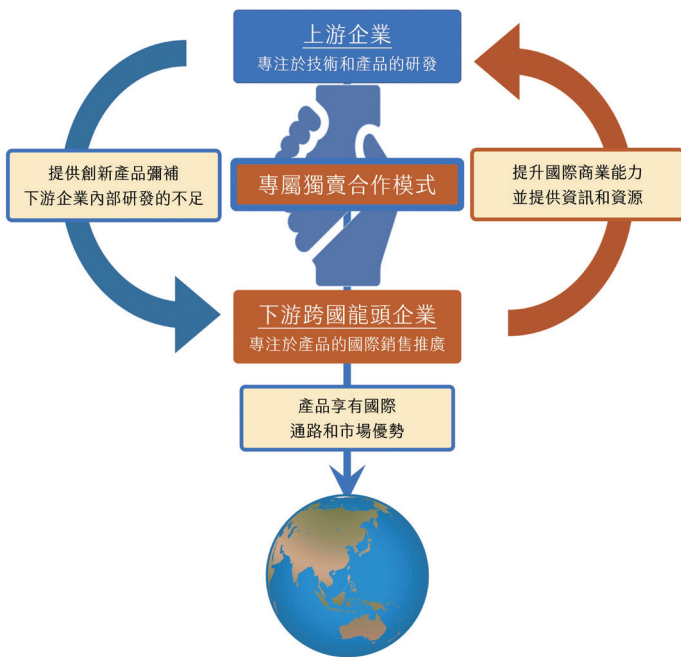 上游企業
專注於技術和產品的研發
提供創新產品彌補
下游企業內部研發的不足
專屬獨賣合作模式
提升國際商業能力
並提供資訊和資源
下游跨國龍頭企業
專注於產品的國際銷售推廣
產品享有國際
通路和市場優勢